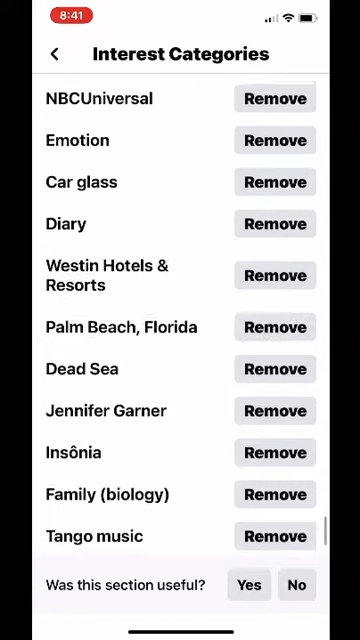 8:41
Interest Categories
NBCUniversal Remove
Emotion Remove
Car glass Remove
Diary Remove
Westin Hotels &
Resorts Remove
Palm Beach, Florida Remove
Dead Sea Remove
Jennifer Garner Remove
Insônia Remove
Family (biology) Remove
Tango music Remove
Was this section useful? Yes No